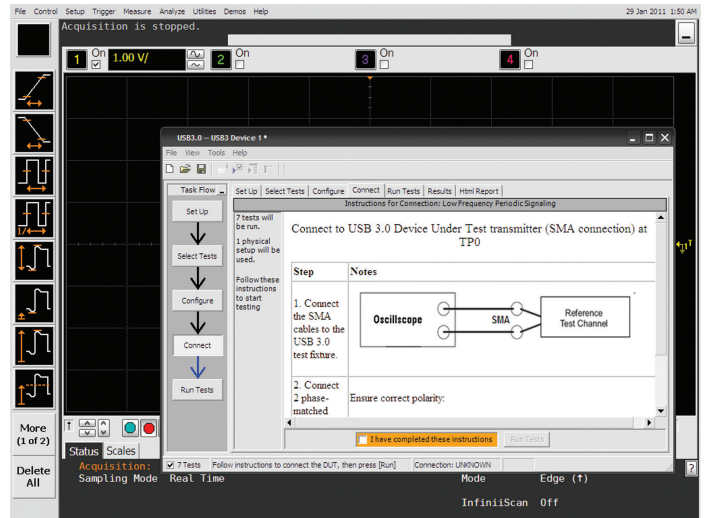 File Control Setup Trigger Measure Analyze Utilities Demos Help 29 Jan 2011 1:50 AM
Acquisition is stopped.
1 On 1.00 V/ 2 On 3 On 4 On
USB3.0 -- USB3 Device 1 *
File View Tools Help
Task Flow
Set Up Select Tests Configure Connect Run Tests Results Html Report
Instructions for Connection: Low Frequency Periodic Signaling
Set Up
Select Tests
Configure
Connect
Run Tests
7 tests will
be run.
1 physical
setup will be
used.
Follow these
instructions
to start
testing
Connect to USB 3.0 Device Under Test transmitter (SMA connection) at
TP0
Step Notes
1. Connect
the SMA
cables to the
USB 3.0
test fixture.
Oscillscope SMA Reference
Test Channel
2. Connect
2 phase-
matched
Ensure correct polarity:
I have completed these instructions Run Tests
7 Tests Follow instructions to connect the DUT, then press [Run] Connection: UNKNOWN
1/
T
More
(1 of 2)
Delete
All
Status Scales
Acquisition:
Sampling Mode Real Time Mode Edge (↑)
InfiniiScan Off
?